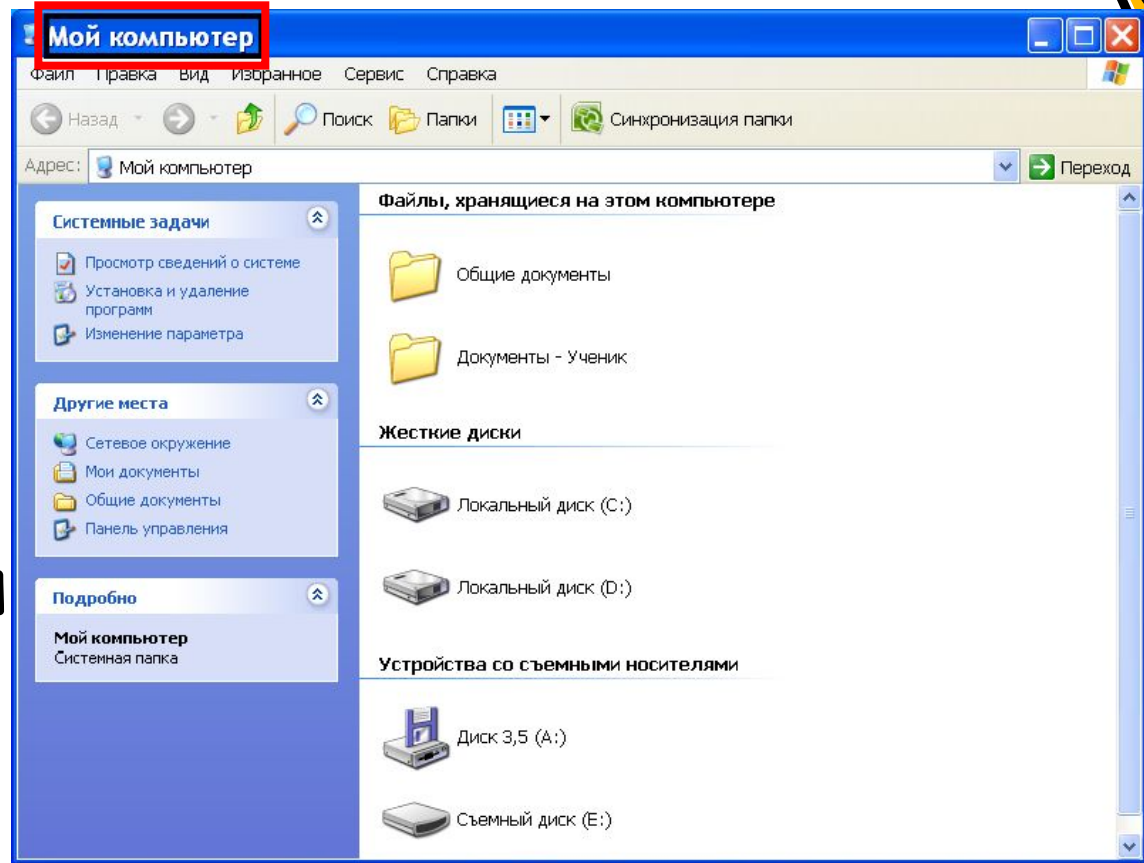 Мой компьютер
Файл Правка Вид Избранное Сервис Справка
Назад Поиск Папки Синхронизация папки
Адрес: Мой компьютер Переход
Системные задачи
Просмотр сведений о системе
Установка и удаление
программ
Изменение параметра
Другие места
Сетевое окружение
Мои документы
Общие документы
Панель управления
Подробно
Мой компьютер
Системная папка
Файлы, хранящиеся на этом компьютере
Общие документы
Документы - Ученик
Жесткие диски
Локальный диск (C:)
Локальный диск (D:)
Устройства со съемными носителями
Диск 3,5 (A:)
Съемный диск (E:)